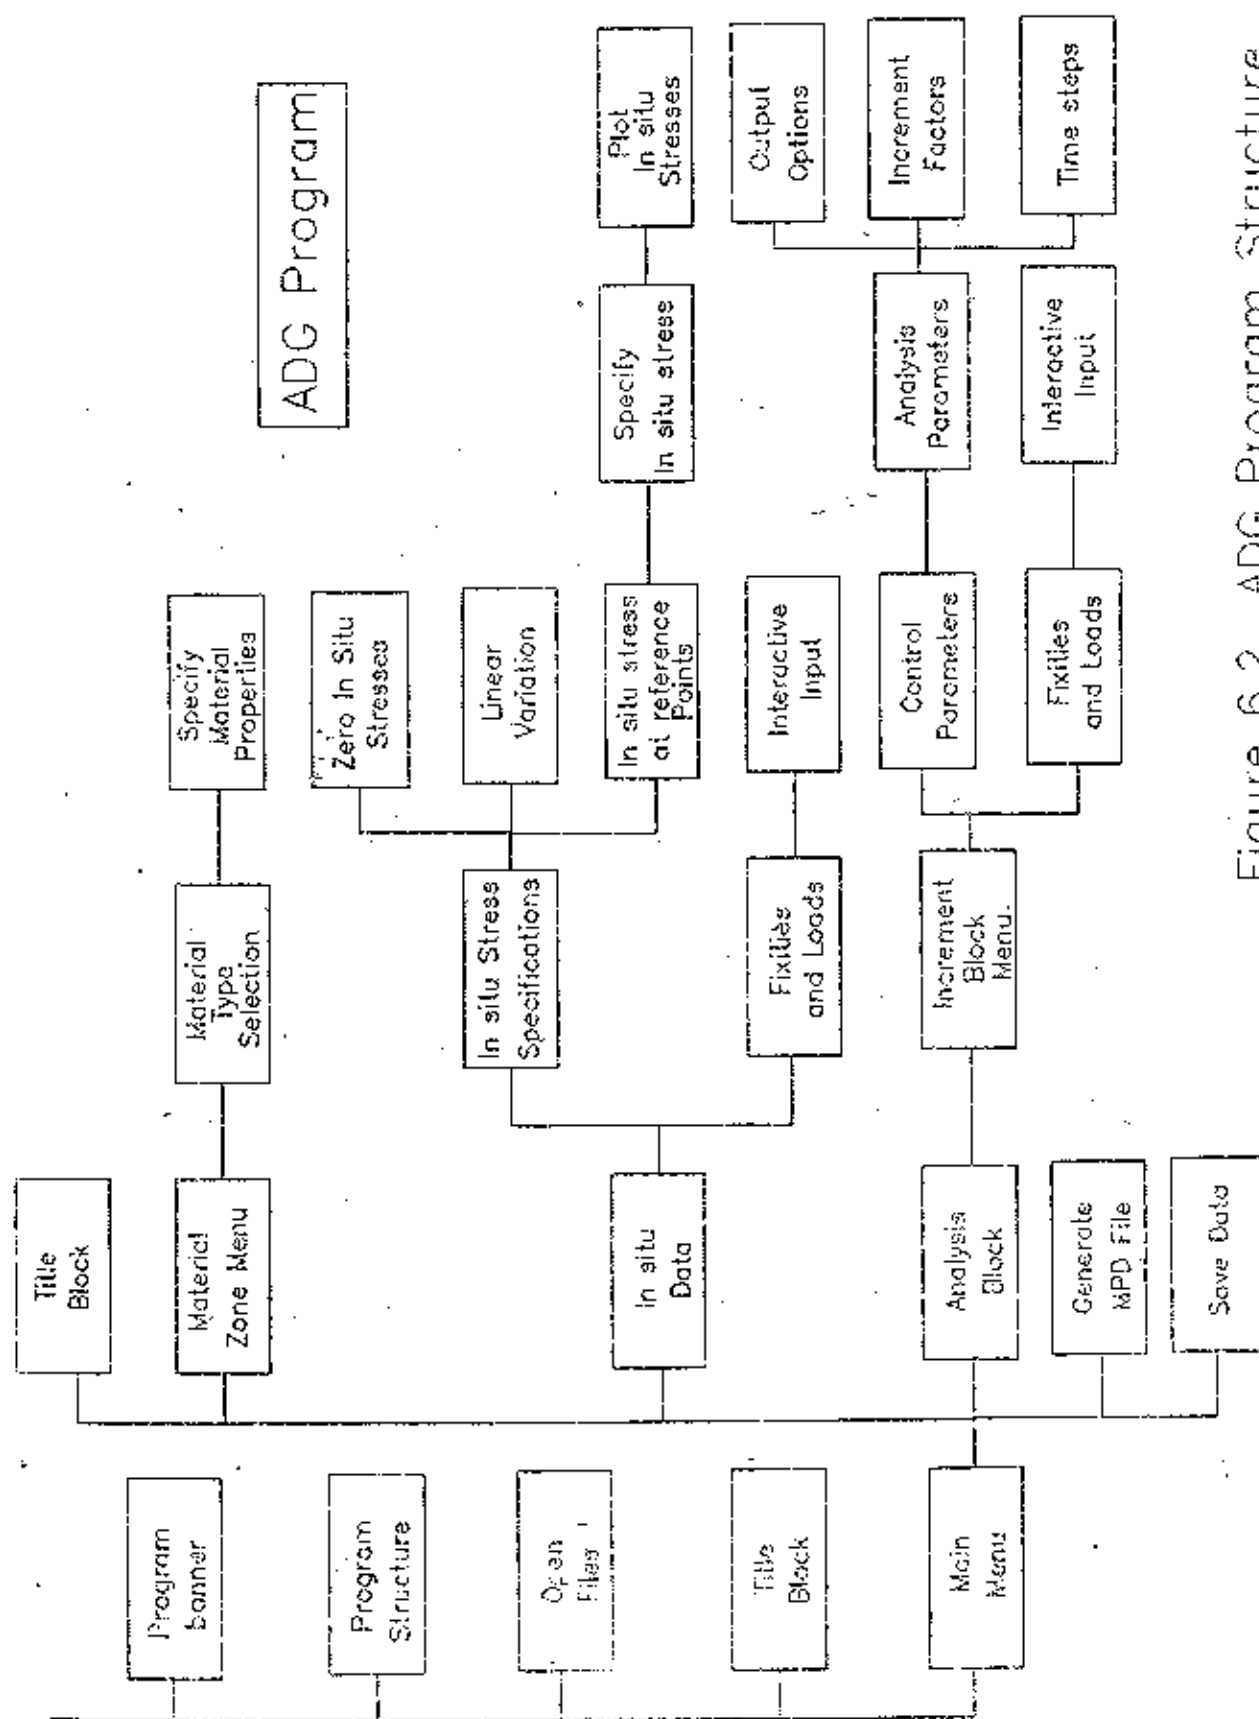 ADG Program
Program
banner
Program
Structure
Open
Files
Title
Block
Main
Menu
Title
Block
Material
Zone Menu
In situ
Data
Analysis
Block
Generate
MPD File
Save Data
Material
Type
Selection
In situ Stress
Specifications
Fixities
and Loads
Increment
Block
Menu.
Specify
Material
Properties
Zero In Situ
Stresses
Linear
Variation
In situ stress
at reference
Points
Interactive
Input
Control
Parameters
Fixities
and Loads
Specify
In situ stress
Analysis
Parameters
Interactive
Input
Plot
In situ
Stresses
Output
Options
Increment
Factors
Time steps
Figure 6.2 ADG Program Structure